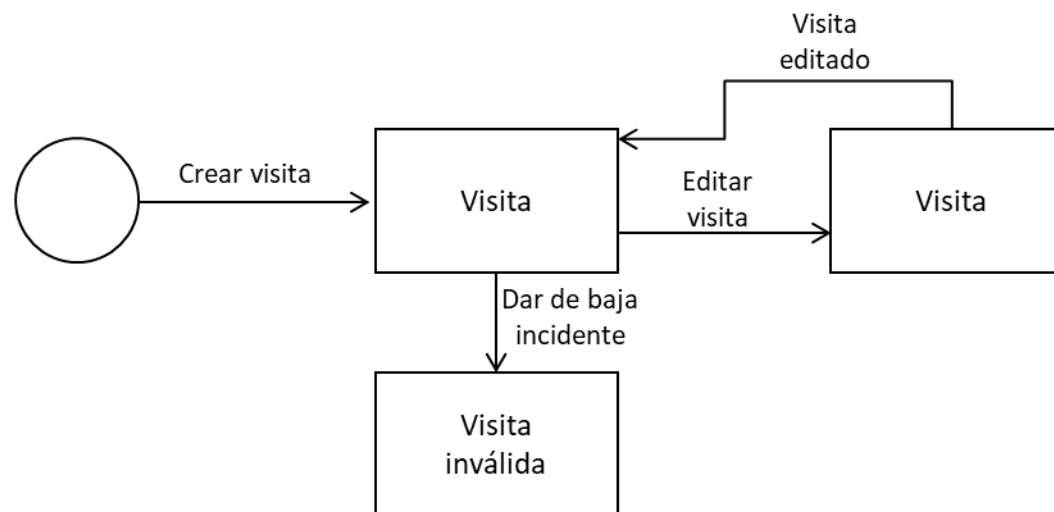 Visita
editado
Crear visita
Visita
Editar
visita
Visita
Dar de baja
incidente
Visita
inválida